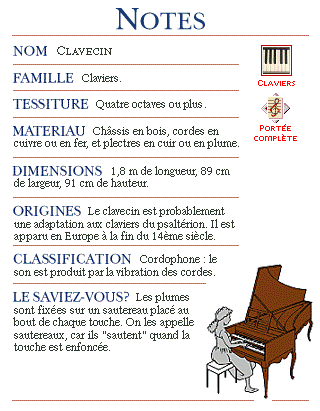 NOTES
NOM Clavecin
Claviers
FAMILLE Claviers.
TESSITURE Quatre octaves ou plus.
Portée
complète
MATERIAU Châssis en bois, cordes en
cuivre ou en fer, et plectres en cuir ou en plume.
DIMENSIONS 1,8 m de longueur, 89 cm
de largeur, 91 cm de hauteur.
ORIGINES Le clavecin est probablement
une adaptation aux claviers du psaltérion. Il est
apparu en Europe à la fin du 14ème siècle.
CLASSIFICATION Cordophone : le
son est produit par la vibration des cordes.
LE SAVIEZ-VOUS? Les plumes
sont fixées sur un sautereau placé au
bout de chaque touche. On les appelle
sautereaux, car ils "sautent" quand la
touche est enfoncée.